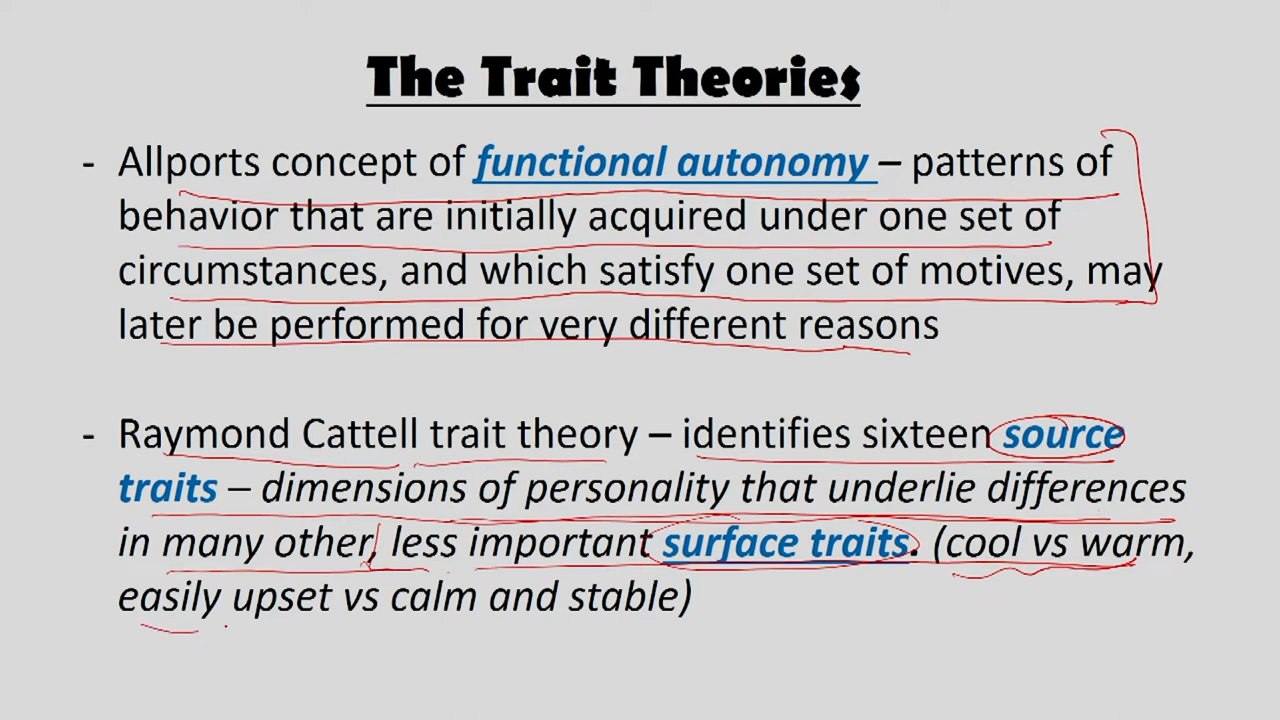 The Trait Theories
- Allports concept of functional autonomy – patterns of
behavior that are initially acquired under one set of
circumstances, and which satisfy one set of motives, may
later be performed for very different reasons
- Raymond Cattell trait theory – identifies sixteen source
traits – dimensions of personality that underlie differences
in many other, less important surface traits. (cool vs warm,
easily upset vs calm and stable)